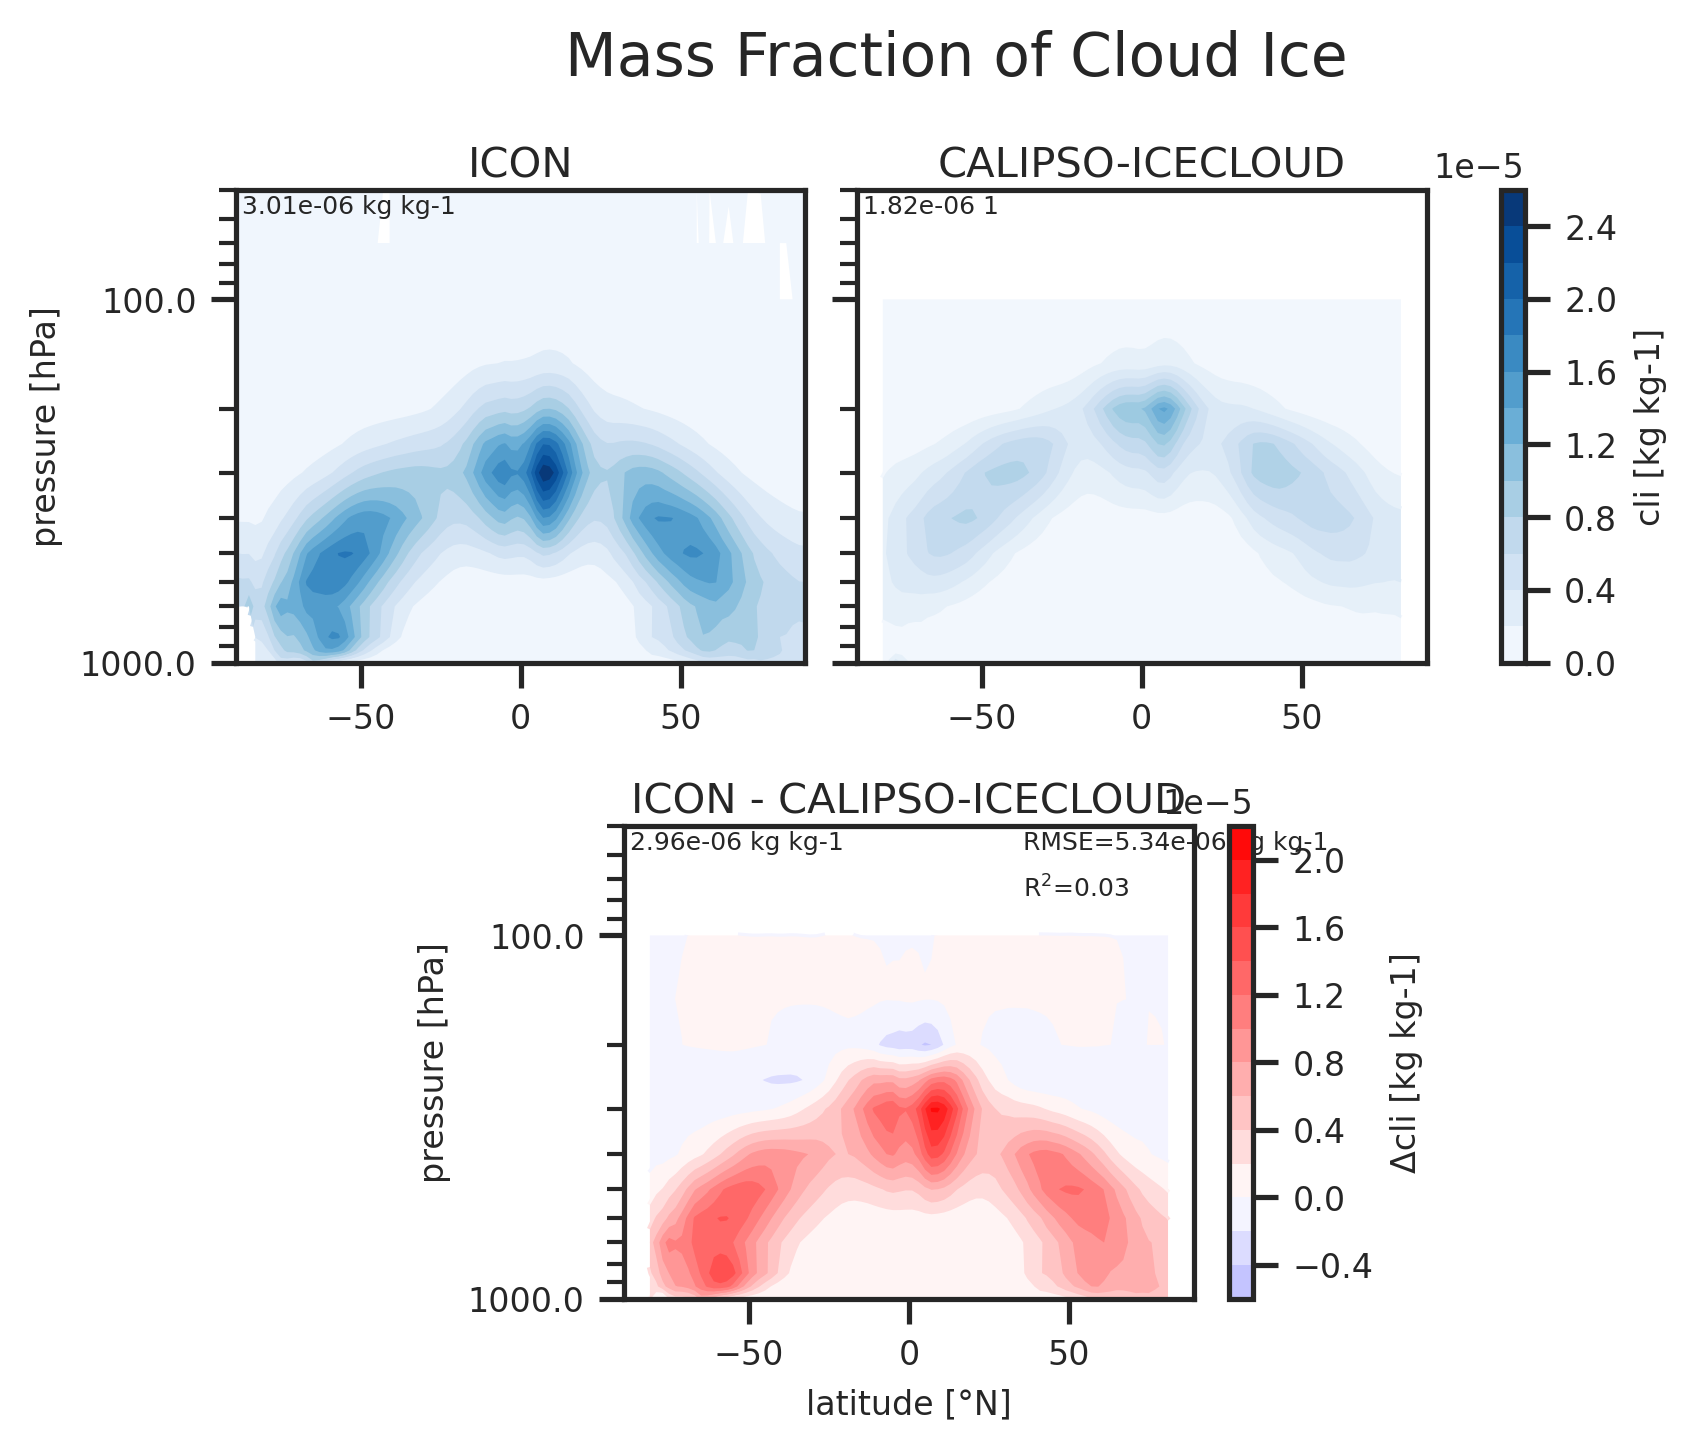 Mass Fraction of Cloud Ice
ICON
CALIPSO-ICECLOUD
1e−5
3.01e-06 kg kg-1
1.82e-06 1
pressure [hPa]
100.0
1000.0
−50
0
50
−50
0
50
2.4
2.0
1.6
1.2
0.8
0.4
0.0
cli [kg kg-1]
ICON - CALIPSO-ICECLOUD
1e−5
2.96e-06 kg kg-1
RMSE=5.34e-06 kg kg-1
R²=0.03
pressure [hPa]
100.0
1000.0
−50
0
50
latitude [°N]
2.0
1.6
1.2
0.8
0.4
0.0
−0.4
Δcli [kg kg-1]